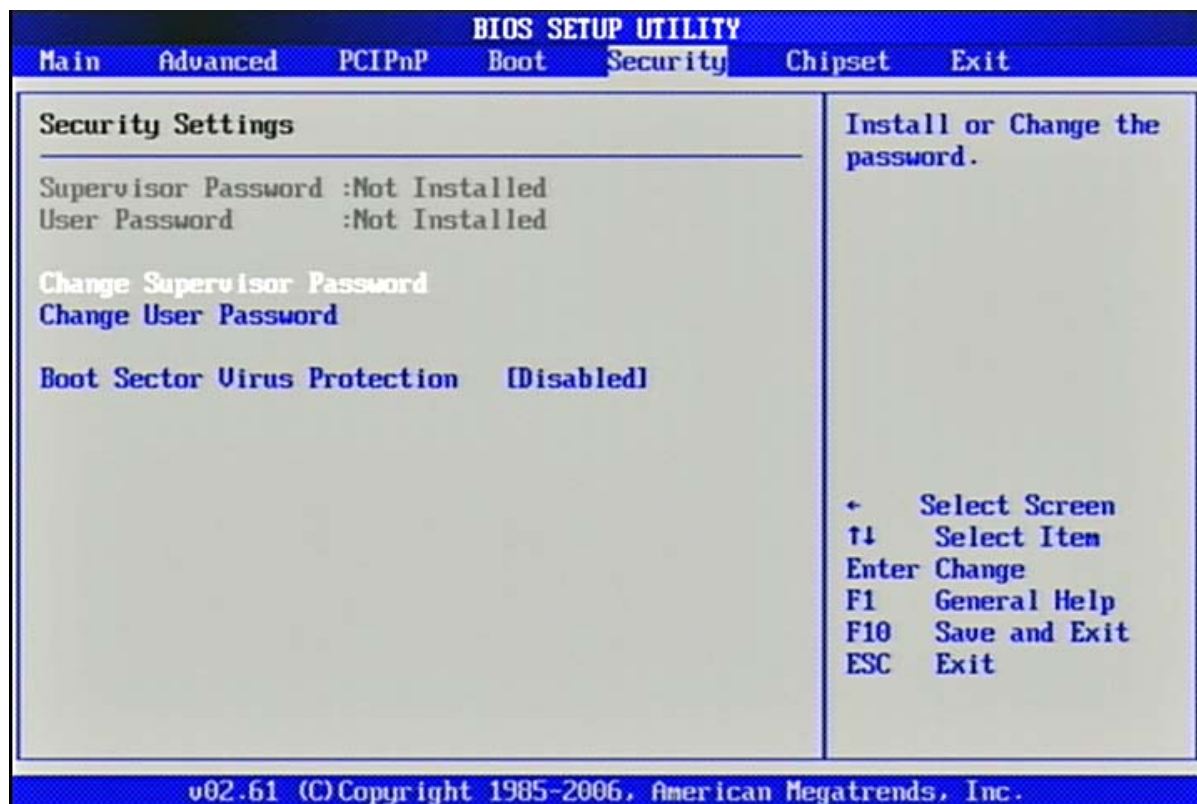 BIOS SETUP UTILITY
Main Advanced PCIPnP Boot Security Chipset Exit
Security Settings
Supervisor Password :Not Installed
User Password :Not Installed
Change Supervisor Password
Change User Password
Boot Sector Virus Protection [Disabled]
Install or Change the
password.
← Select Screen
↑↓ Select Item
Enter Change
F1 General Help
F10 Save and Exit
ESC Exit
v02.61 (C)Copyright 1985-2006, American Megatrends, Inc.